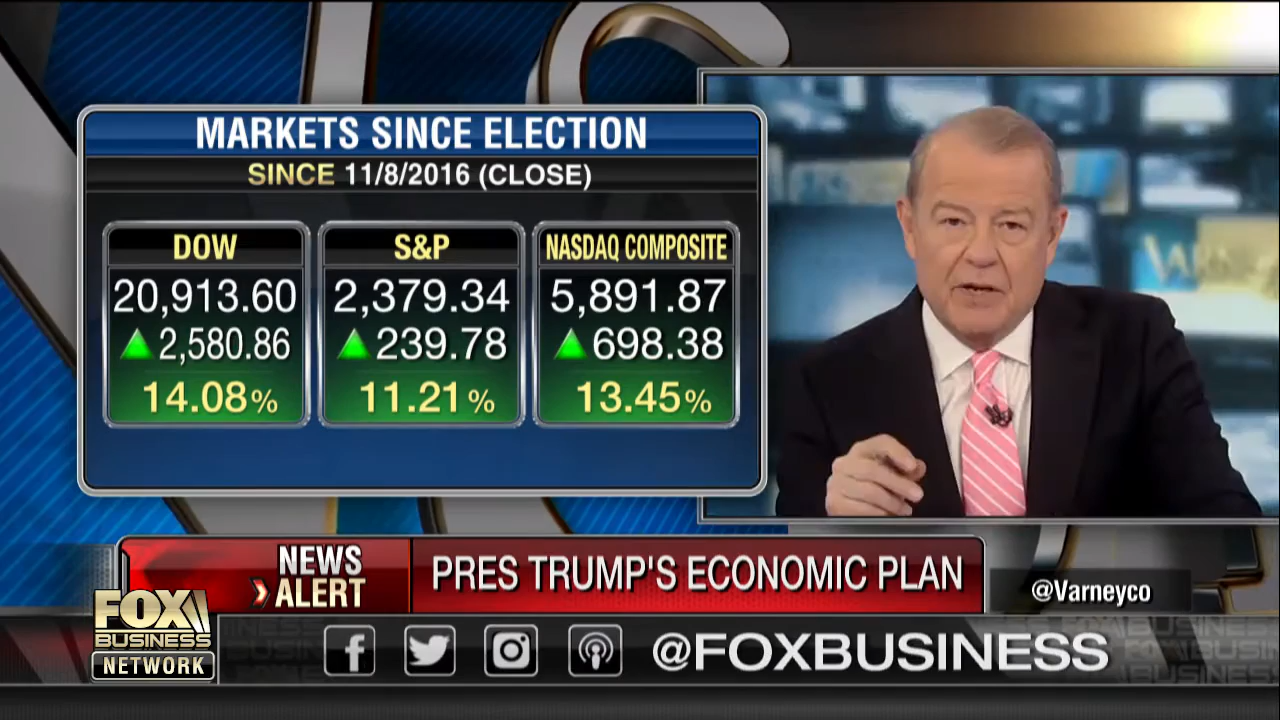 MARKETS SINCE ELECTION
SINCE 11/8/2016 (CLOSE)
DOW
20,913.60
2,580.86
14.08%
S&P
2,379.34
239.78
11.21%
NASDAQ COMPOSITE
5,891.87
698.38
13.45%
NEWS
ALERT
PRES TRUMP'S ECONOMIC PLAN
@Varneyco
FOX
BUSINESS
NETWORK
@FOXBUSINESS